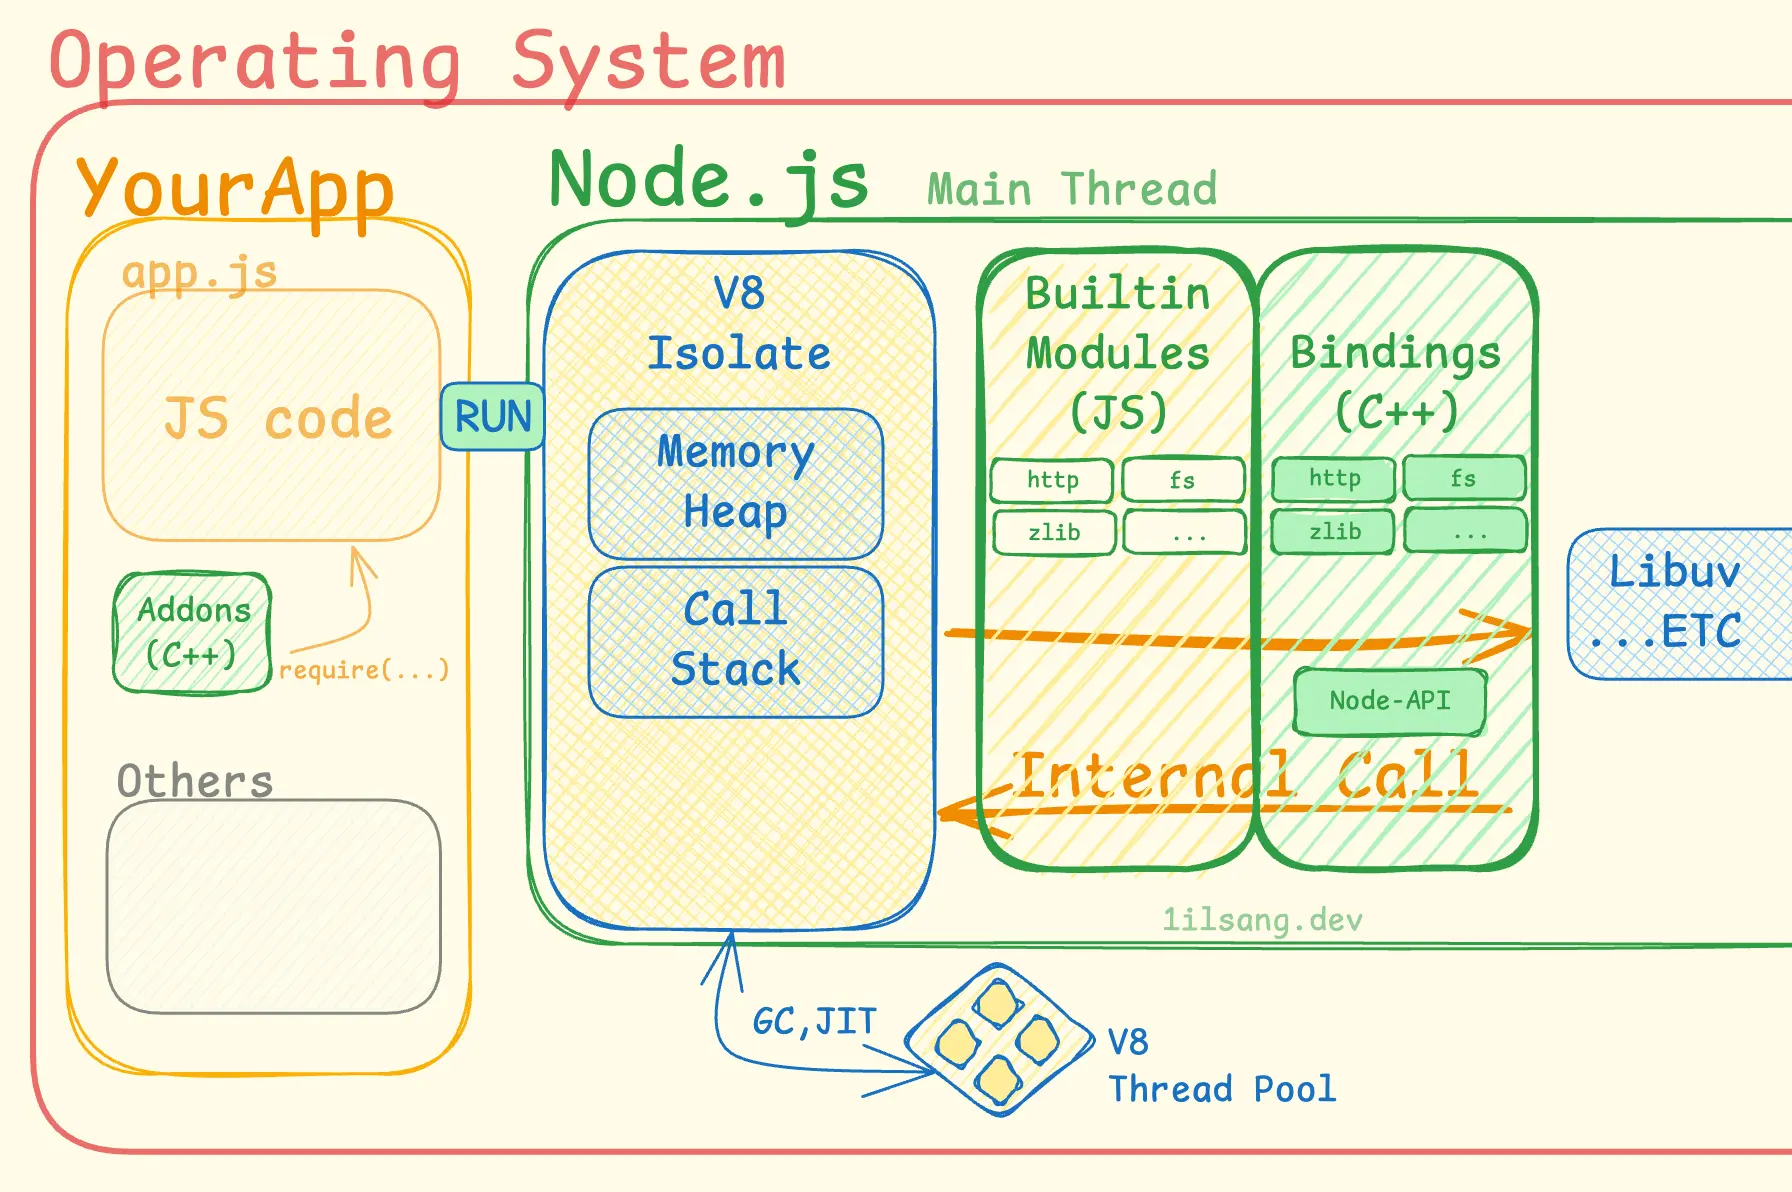 Operating System
YourApp
app.js
JS code
Addons
(C++)
require(...)
Others
RUN
Node.js
Main Thread
V8
Isolate
Memory
Heap
Call
Stack
Builtin
Modules
(JS)
http
fs
zlib
...
Bindings
(C++)
http
fs
zlib
...
Node-API
Internal Call
Libuv
...ETC
1ilsang.dev
GC,JIT
V8
Thread Pool